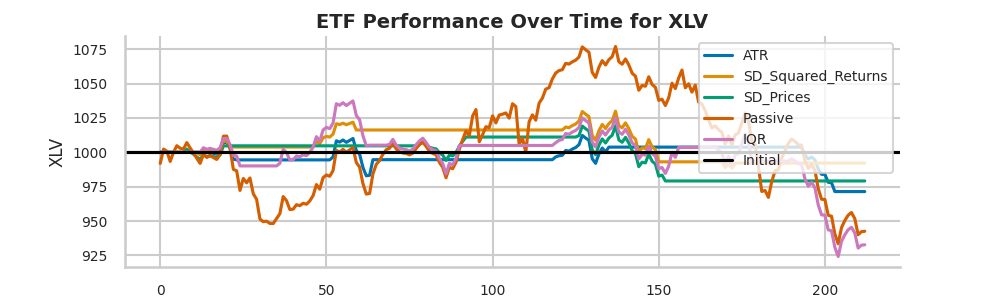 ETF Performance Over Time for XLV
XLV
1075
1050
1025
1000
975
950
925
0
50
100
150
200
ATR
SD_Squared_Returns
SD_Prices
Passive
IQR
Initial